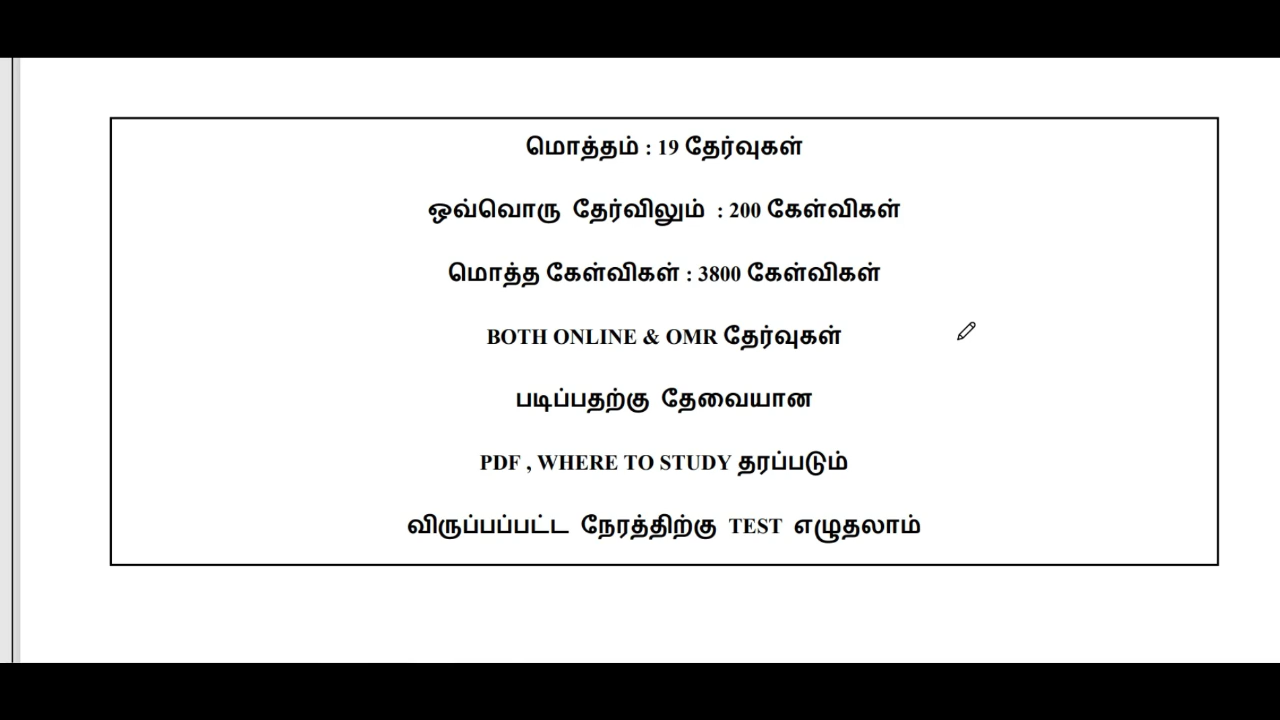 மொத்தம் : 19 தேர்வுகள்
ஒவ்வொரு தேர்விலும் : 200 கேள்விகள்
மொத்த கேள்விகள் : 3800 கேள்விகள்
BOTH ONLINE & OMR தேர்வுகள்
படிப்பதற்கு தேவையான
PDF , WHERE TO STUDY தரப்படும்
விருப்பப்பட்ட நேரத்திற்கு TEST எழுதலாம்